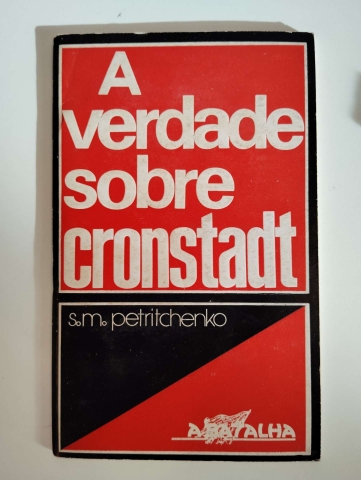 A
verdade
sobre
cronstadt
s.m. petritchenko
A BATALHA